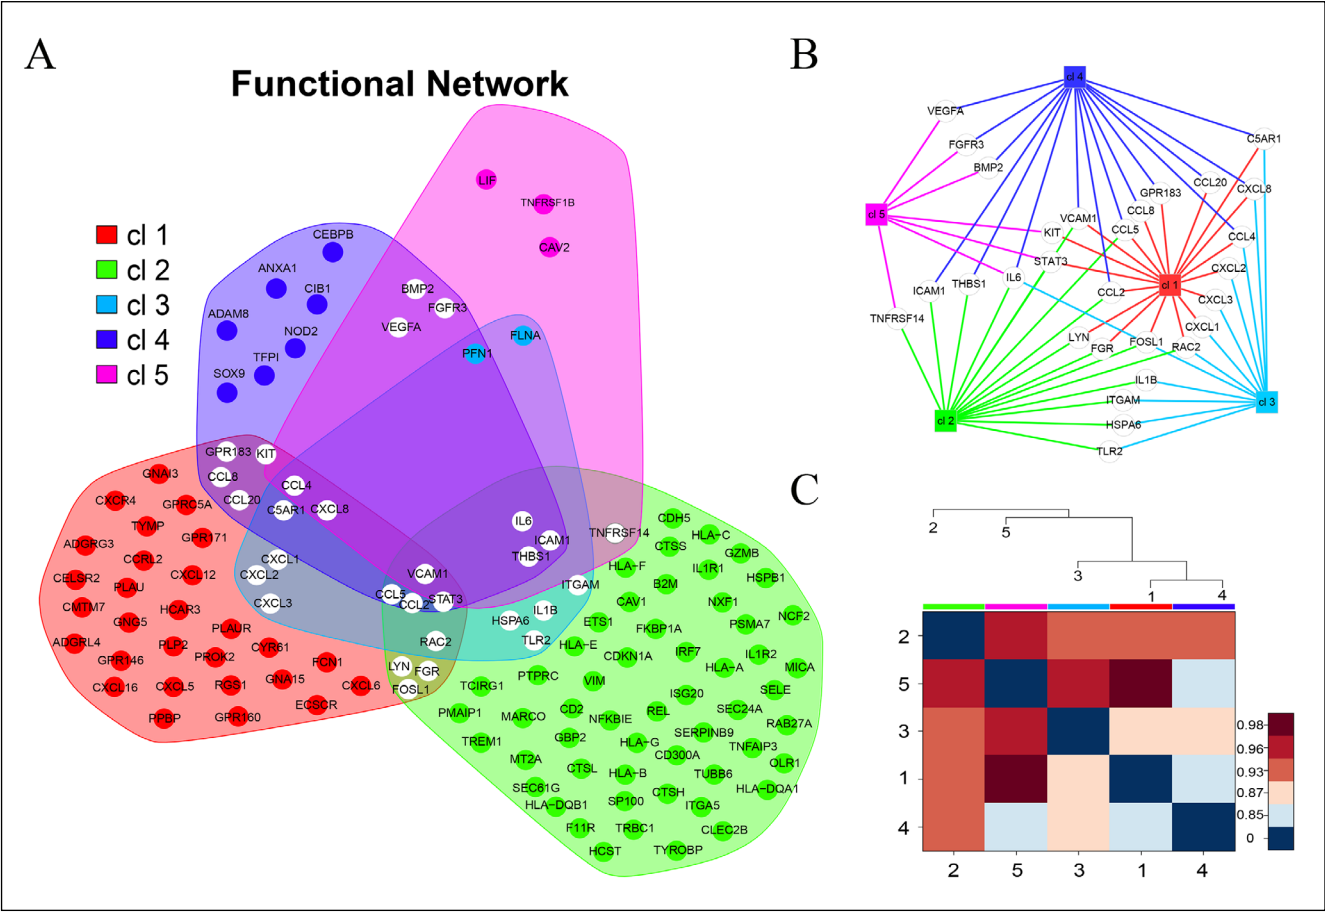 A
Functional Network
cl 1
cl 2
cl 3
cl 4
cl 5
LIF
TNFRSF1B
CAV2
CEBPB
ANXA1
CIB1
ADAM8
NOD2
TFPI
SOX9
BMP2
FGFR3
VEGFA
FLNA
PFN1
GPR183
KIT
CCL8
CCL4
CCL20
C5AR1
CXCL8
GNAI3
CXCR4
GPRC5A
TYMP
ADGRG3
GPR171
CCRL2
CELSR2
PLAU
CXCL12
CMTM7
HCAR3
GNG5
PLAUR
ADGRL4
PLP2
CYR61
GPR146
PROK2
FCN1
CXCL16
CXCL5
RGS1
GNA15
CXCL6
ECSCR
PPBP
GPR160
CXCL1
CXCL2
CXCL3
IL6
ICAM1
THBS1
TNFRSF14
VCAM1
CCL5
CCL2
STAT3
ITGAM
IL1B
HSPA6
TLR2
RAC2
LYN
FGR
FOSL1
CDH5
HLA-C
CTSS
GZMB
HLA-F
IL1R1
HSPB1
B2M
CAV1
NXF1
NCF2
ETS1
PSMA7
FKBP1A
HLA-E
IRF7
IL1R2
CDKN1A
HLA-A
MICA
PTPRC
VIM
TCIRG1
ISG20
SELE
PMAIP1
MARCO
CD2
NFKBIE
REL
SEC24A
RAB27A
TREM1
GBP2
HLA-G
SERPINB9
CD300A
TNFAIP3
MT2A
CTSL
HLA-B
TUBB6
OLR1
SEC61G
CTSH
HLA-DQA1
HLA-DQB1
SP100
ITGA5
F11R
TRBC1
CLEC2B
HCST
TYROBP
B
cl 4
VEGFA
C5AR1
FGFR3
BMP2
CCL20
CXCL8
GPR183
cl 5
VCAM1
CCL8
KIT
CCL5
CCL4
STAT3
CXCL2
IL6
THBS1
ICAM1
CCL2
cl 1
CXCL3
TNFRSF14
CXCL1
LYN
FGR
FOSL1
RAC2
IL1B
ITGAM
cl 3
cl 2
HSPA6
TLR2
C
2
5
3
1
4
2
5
3
1
4
2
5
3
1
4
0.98
0.96
0.93
0.87
0.85
0